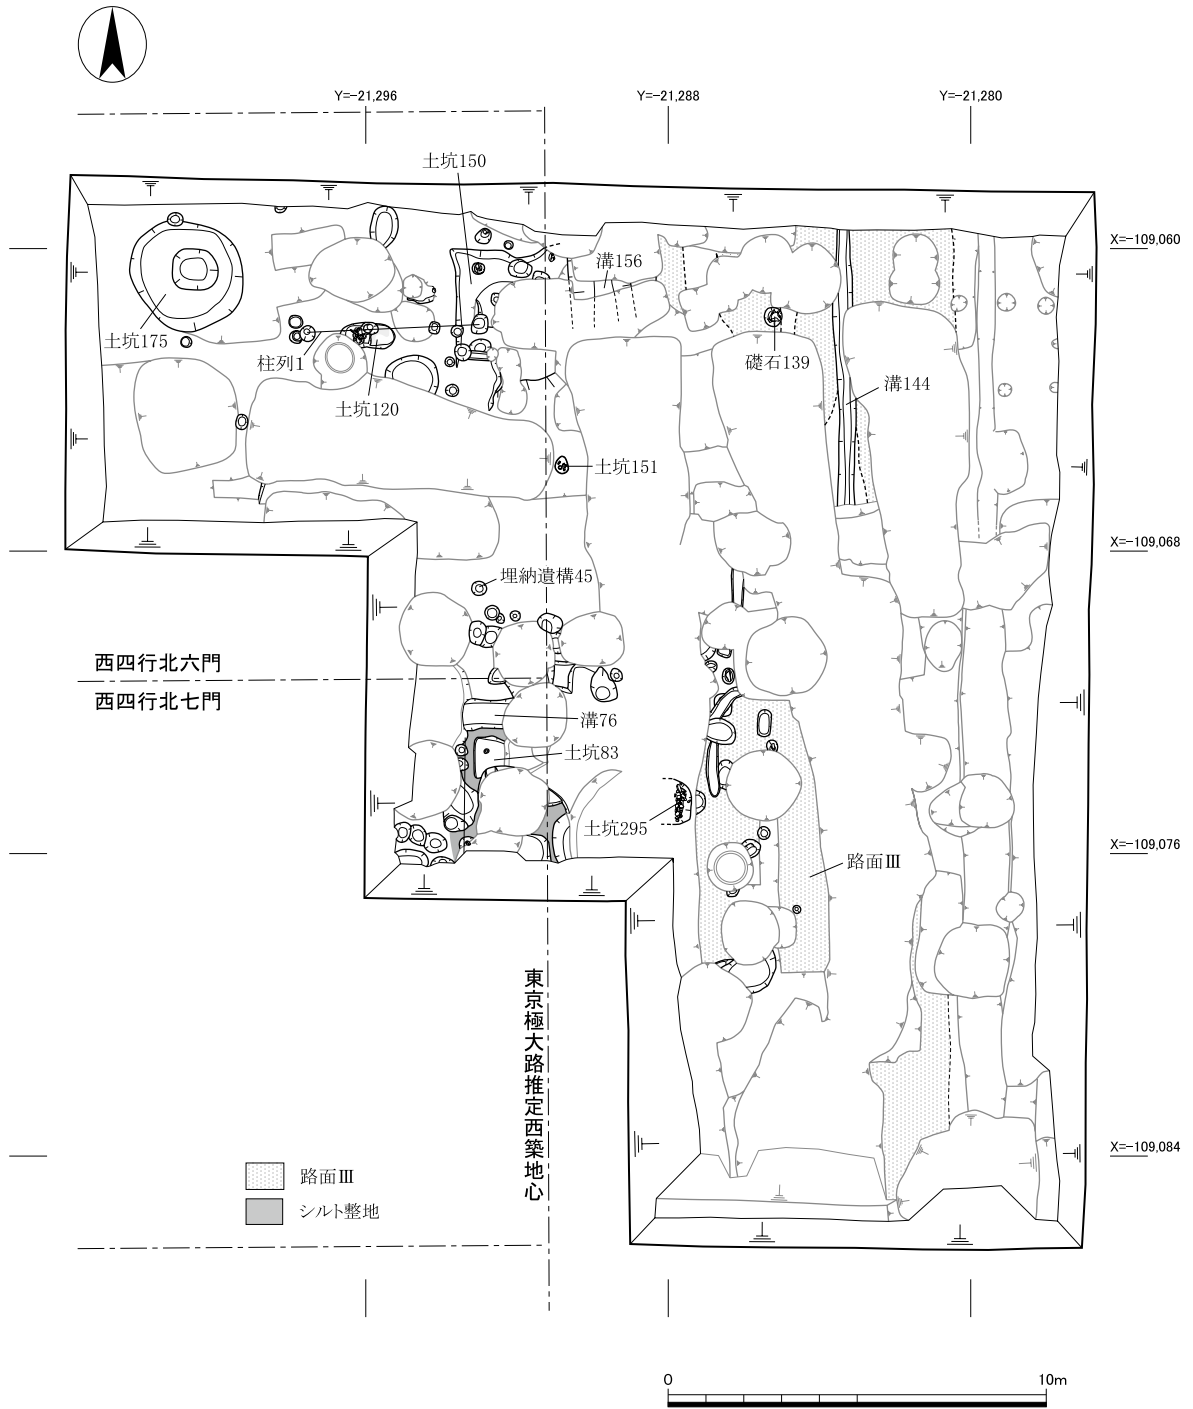 Y=-21,296
Y=-21,288
Y=-21,280
土坑150
X=-109,060
溝156
土坑175
柱列1
礎石139
溝144
土坑120
土坑151
X=-109,068
埋納遺構45
西四行北六門
西四行北七門
溝76
土坑83
土坑295
X=-109,076
路面Ⅲ
東京極大路推定西築地心
X=-109,084
路面Ⅲ
シルト整地
0
10m